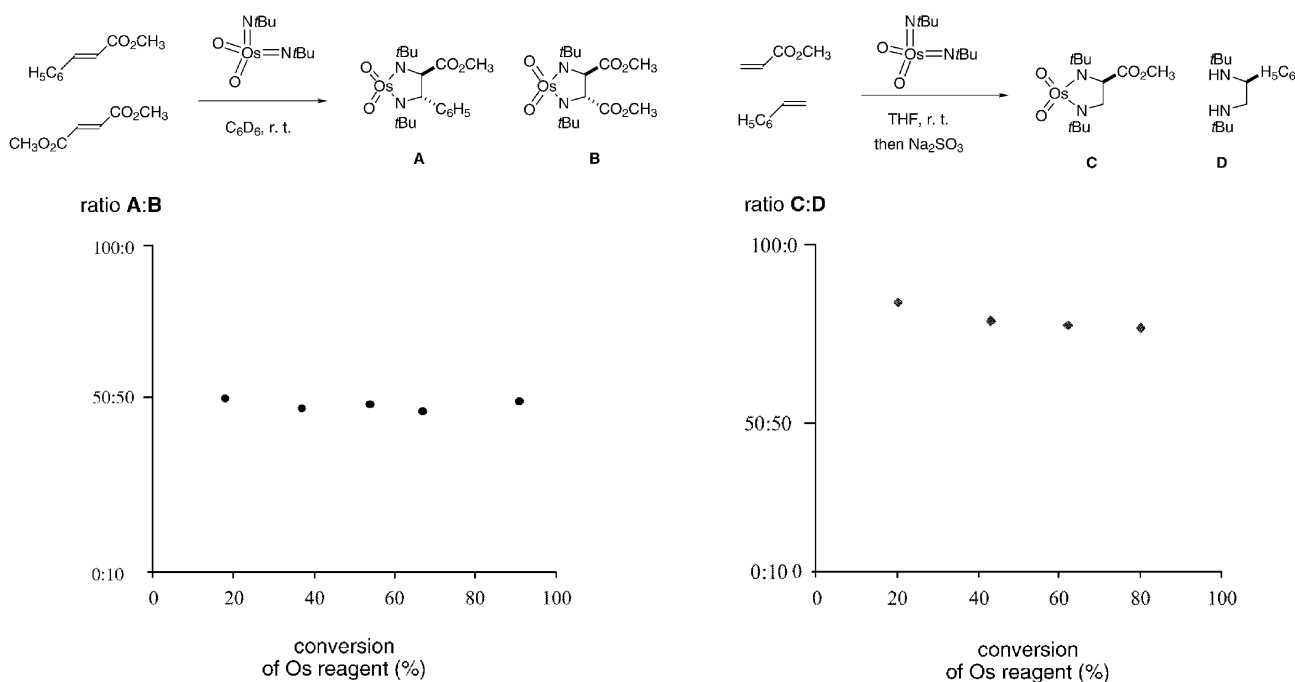 CO₂CH₃
H₅C₆
CO₂CH₃
CH₃O₂C
NtBu
O Os NtBu
O
C₆D₆, r. t.
tBu
O N CO₂CH₃
Os
O N C₆H₅
tBu
A
tBu
O N CO₂CH₃
Os
O N CO₂CH₃
tBu
B
CO₂CH₃
H₅C₆
NtBu
O Os NtBu
O
THF, r. t.
then Na₂SO₃
tBu
O N CO₂CH₃
Os
O N
tBu
C
tBu
HN H₅C₆
HN
tBu
D
ratio A:B
100:0
50:50
0:10
0 20 40 60 80 100
conversion
of Os reagent (%)
ratio C:D
100:0
50:50
0:10 0
0 20 40 60 80 100
conversion
of Os reagent (%)